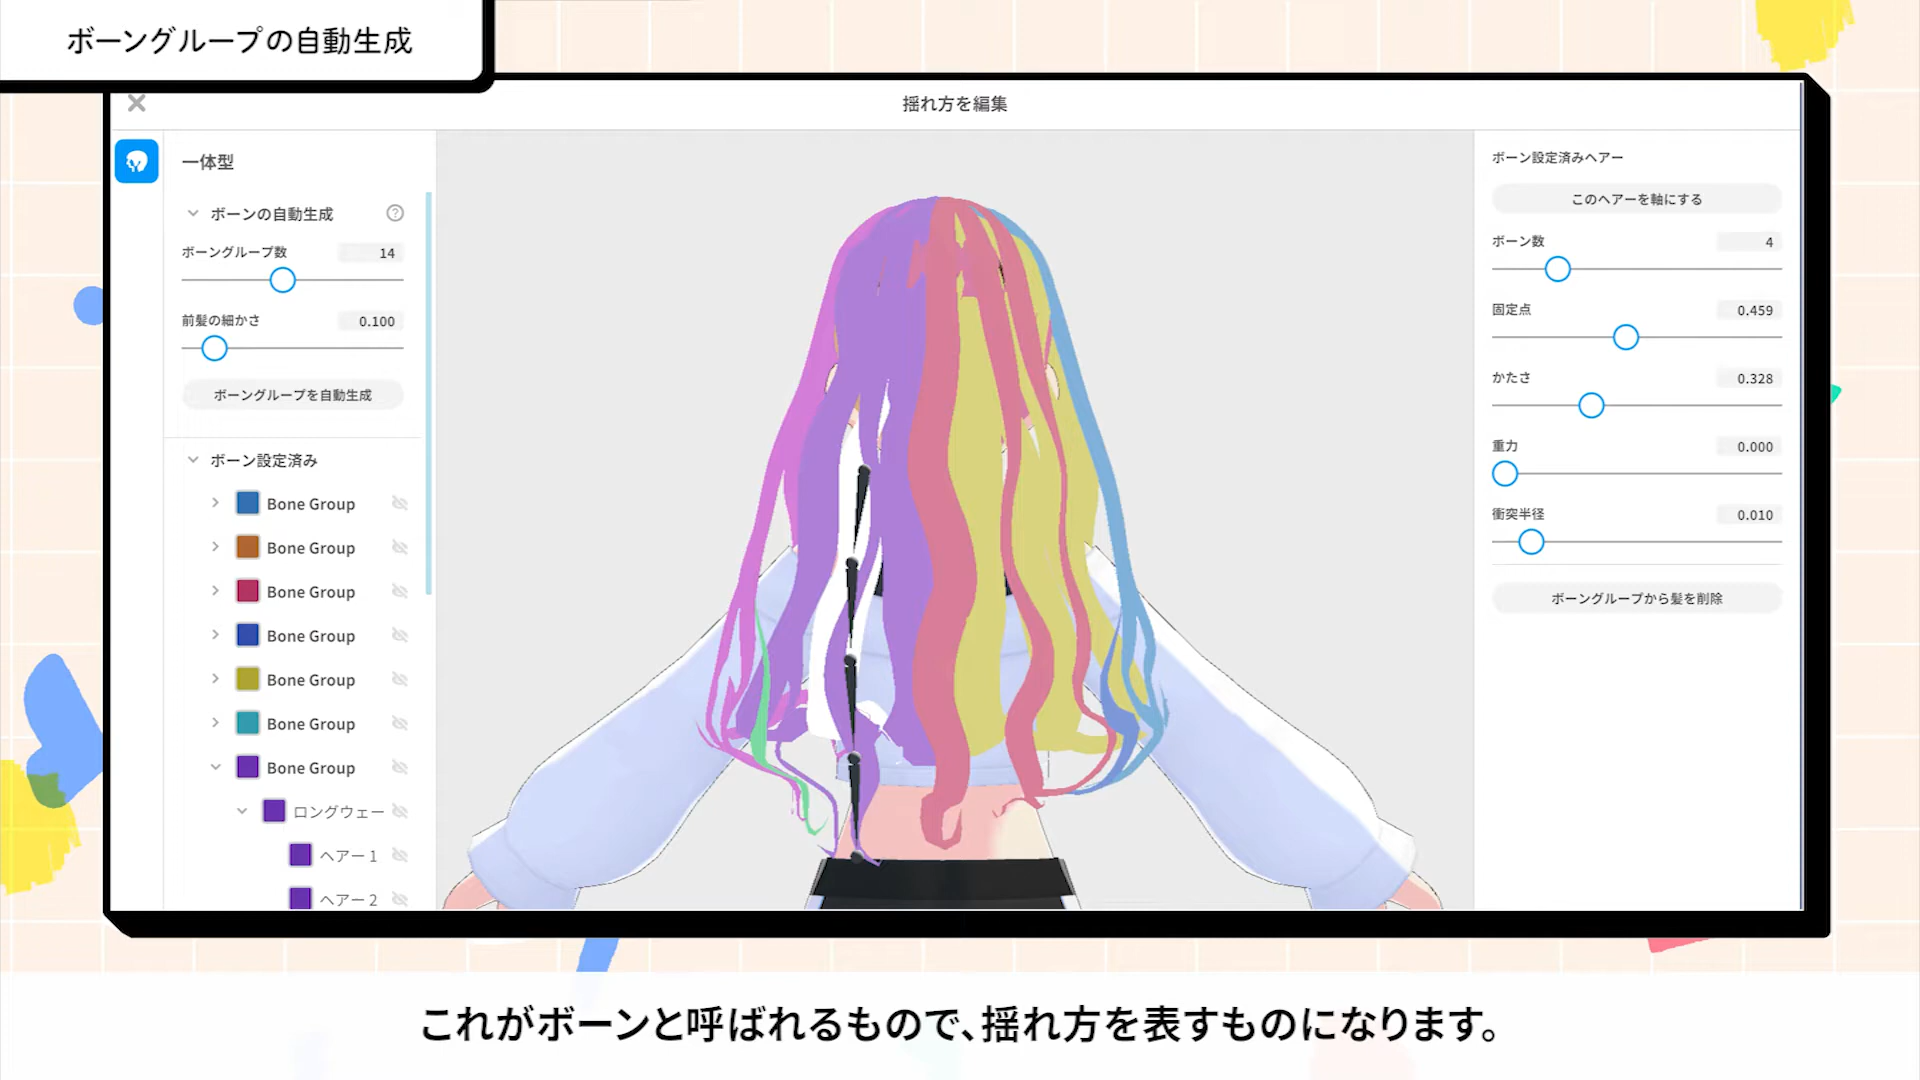 ボーングループの自動生成
揺れ方を編集
一体型
ボーンの自動生成
ボーングループ数 14
前髪の細かさ 0.100
ボーングループを自動生成
ボーン設定済み
Bone Group
Bone Group
Bone Group
Bone Group
Bone Group
Bone Group
Bone Group
ロングウェー
ヘアー 1
ヘアー 2
ボーン設定済みヘアー
このヘアーを軸にする
ボーン数 4
固定点 0.459
かたさ 0.328
重力 0.000
衝突半径 0.010
ボーングループから髪を削除
これがボーンと呼ばれるもので、揺れ方を表すものになります。